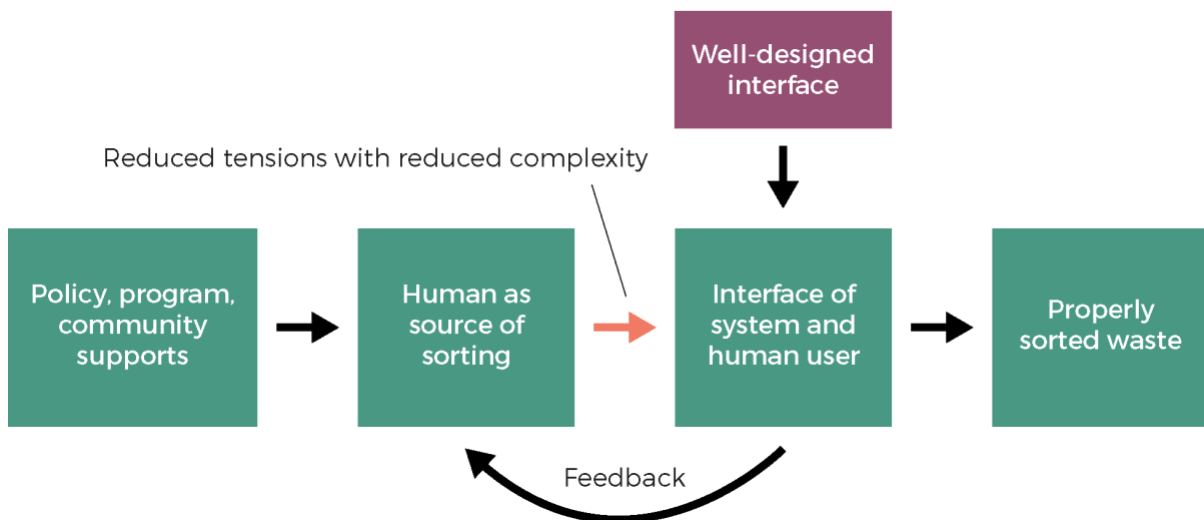 Well-designed
interface
Reduced tensions with reduced complexity
Policy, program,
community
supports
Human as
source of
sorting
Interface of
system and
human user
Properly
sorted waste
Feedback